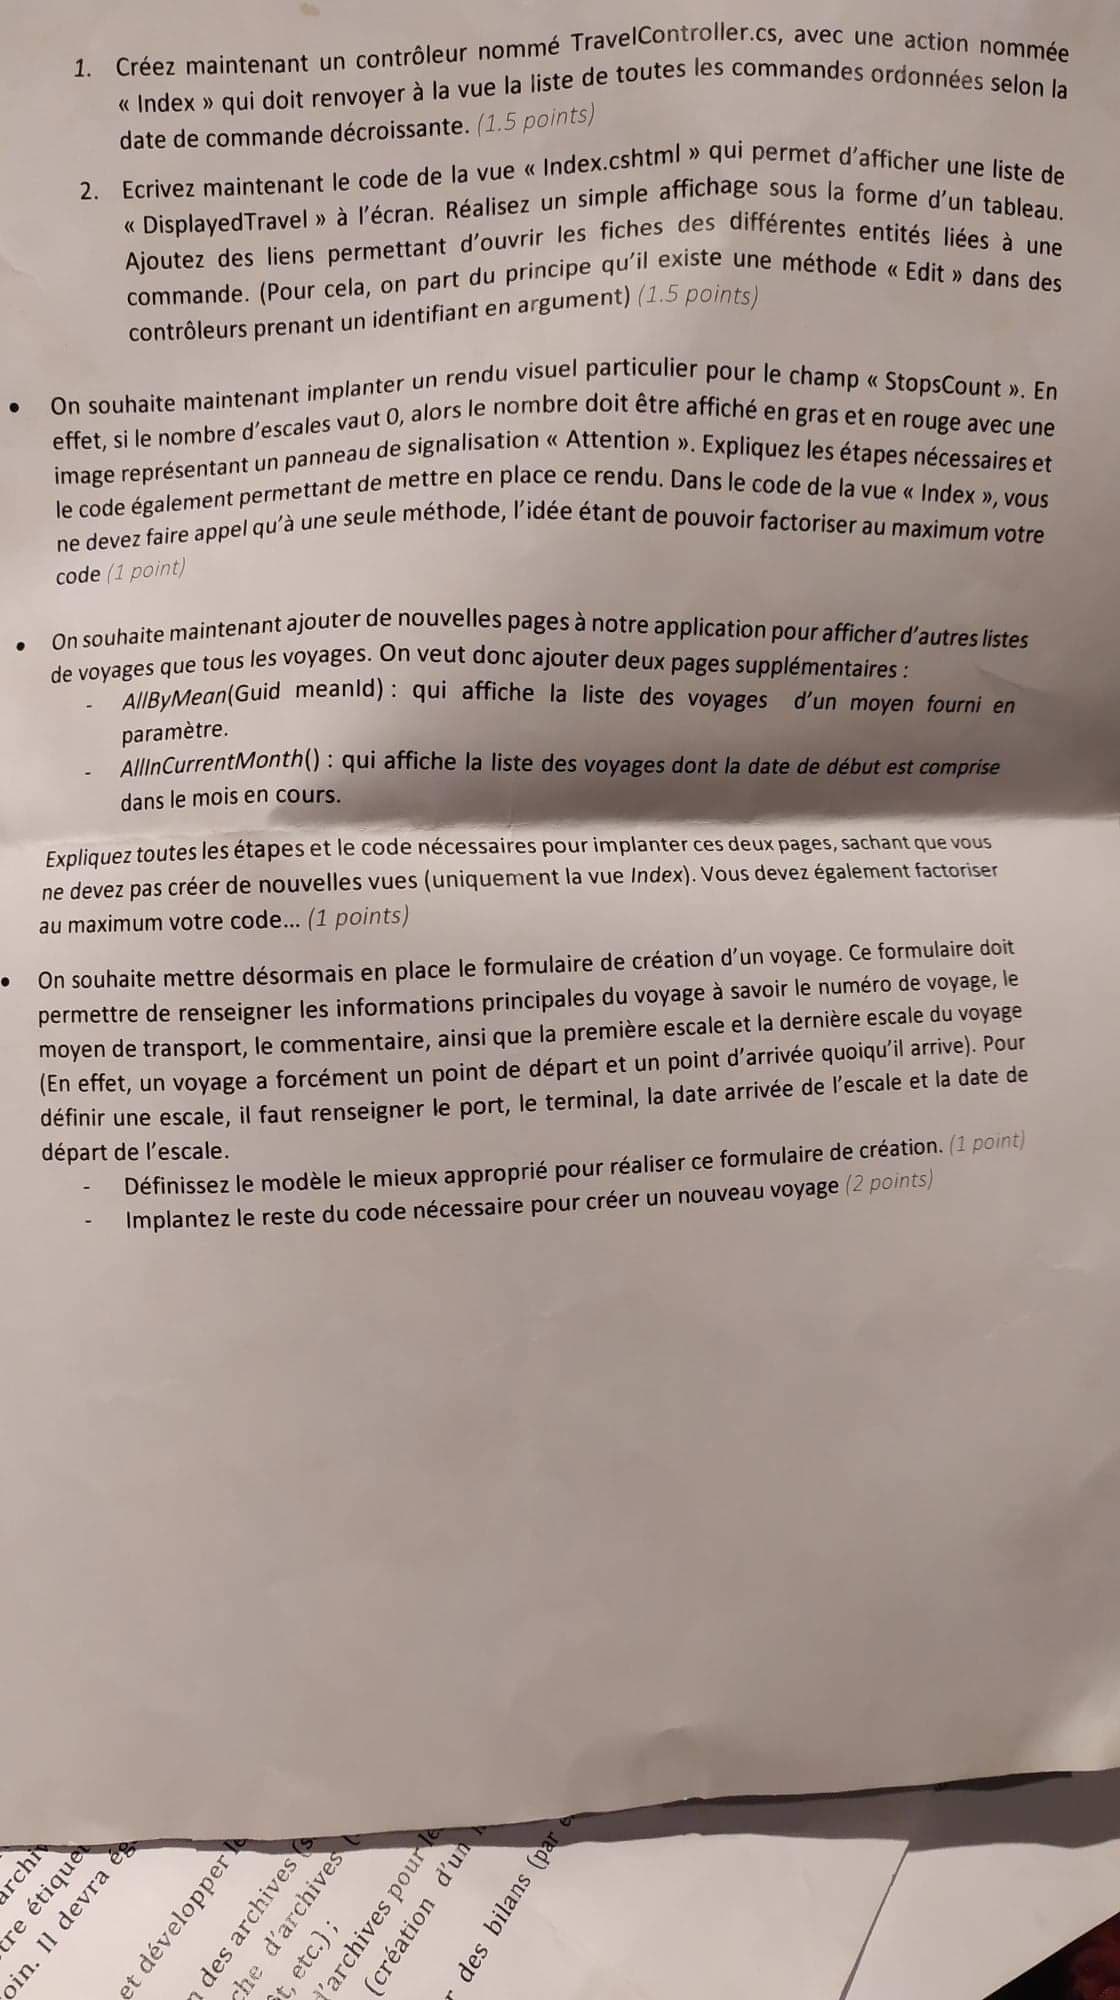 1. Créez maintenant un contrôleur nommé TravelController.cs, avec une action nommée
« Index » qui doit renvoyer à la vue la liste de toutes les commandes ordonnées selon la
date de commande décroissante. (1.5 points)
2. Ecrivez maintenant le code de la vue « Index.cshtml » qui permet d'afficher une liste de
« DisplayedTravel » à l'écran. Réalisez un simple affichage sous la forme d'un tableau.
Ajoutez des liens permettant d'ouvrir les fiches des différentes entités liées à une
commande. (Pour cela, on part du principe qu'il existe une méthode « Edit » dans des
contrôleurs prenant un identifiant en argument) (1.5 points)
• On souhaite maintenant implanter un rendu visuel particulier pour le champ « StopsCount ». En
effet, si le nombre d'escales vaut 0, alors le nombre doit être affiché en gras et en rouge avec une
image représentant un panneau de signalisation « Attention ». Expliquez les étapes nécessaires et
le code également permettant de mettre en place ce rendu. Dans le code de la vue « Index », vous
ne devez faire appel qu'à une seule méthode, l'idée étant de pouvoir factoriser au maximum votre
code (1 point)
• On souhaite maintenant ajouter de nouvelles pages à notre application pour afficher d'autres listes
de voyages que tous les voyages. On veut donc ajouter deux pages supplémentaires :
- AllByMean(Guid meanId) : qui affiche la liste des voyages d'un moyen fourni en
paramètre.
- AllInCurrentMonth() : qui affiche la liste des voyages dont la date de début est comprise
dans le mois en cours.
Expliquez toutes les étapes et le code nécessaires pour implanter ces deux pages, sachant que vous
ne devez pas créer de nouvelles vues (uniquement la vue Index). Vous devez également factoriser
au maximum votre code... (1 points)
• On souhaite mettre désormais en place le formulaire de création d'un voyage. Ce formulaire doit
permettre de renseigner les informations principales du voyage à savoir le numéro de voyage, le
moyen de transport, le commentaire, ainsi que la première escale et la dernière escale du voyage
(En effet, un voyage a forcément un point de départ et un point d'arrivée quoiqu'il arrive). Pour
définir une escale, il faut renseigner le port, le terminal, la date arrivée de l'escale et la date de
départ de l'escale.
- Définissez le modèle le mieux approprié pour réaliser ce formulaire de création. (1 point)
- Implantez le reste du code nécessaire pour créer un nouveau voyage (2 points)
oin. Il devra
et développer
des archives
d'archives
t, etc.) ;
d'archives pour
(création d'un
des bilans (par